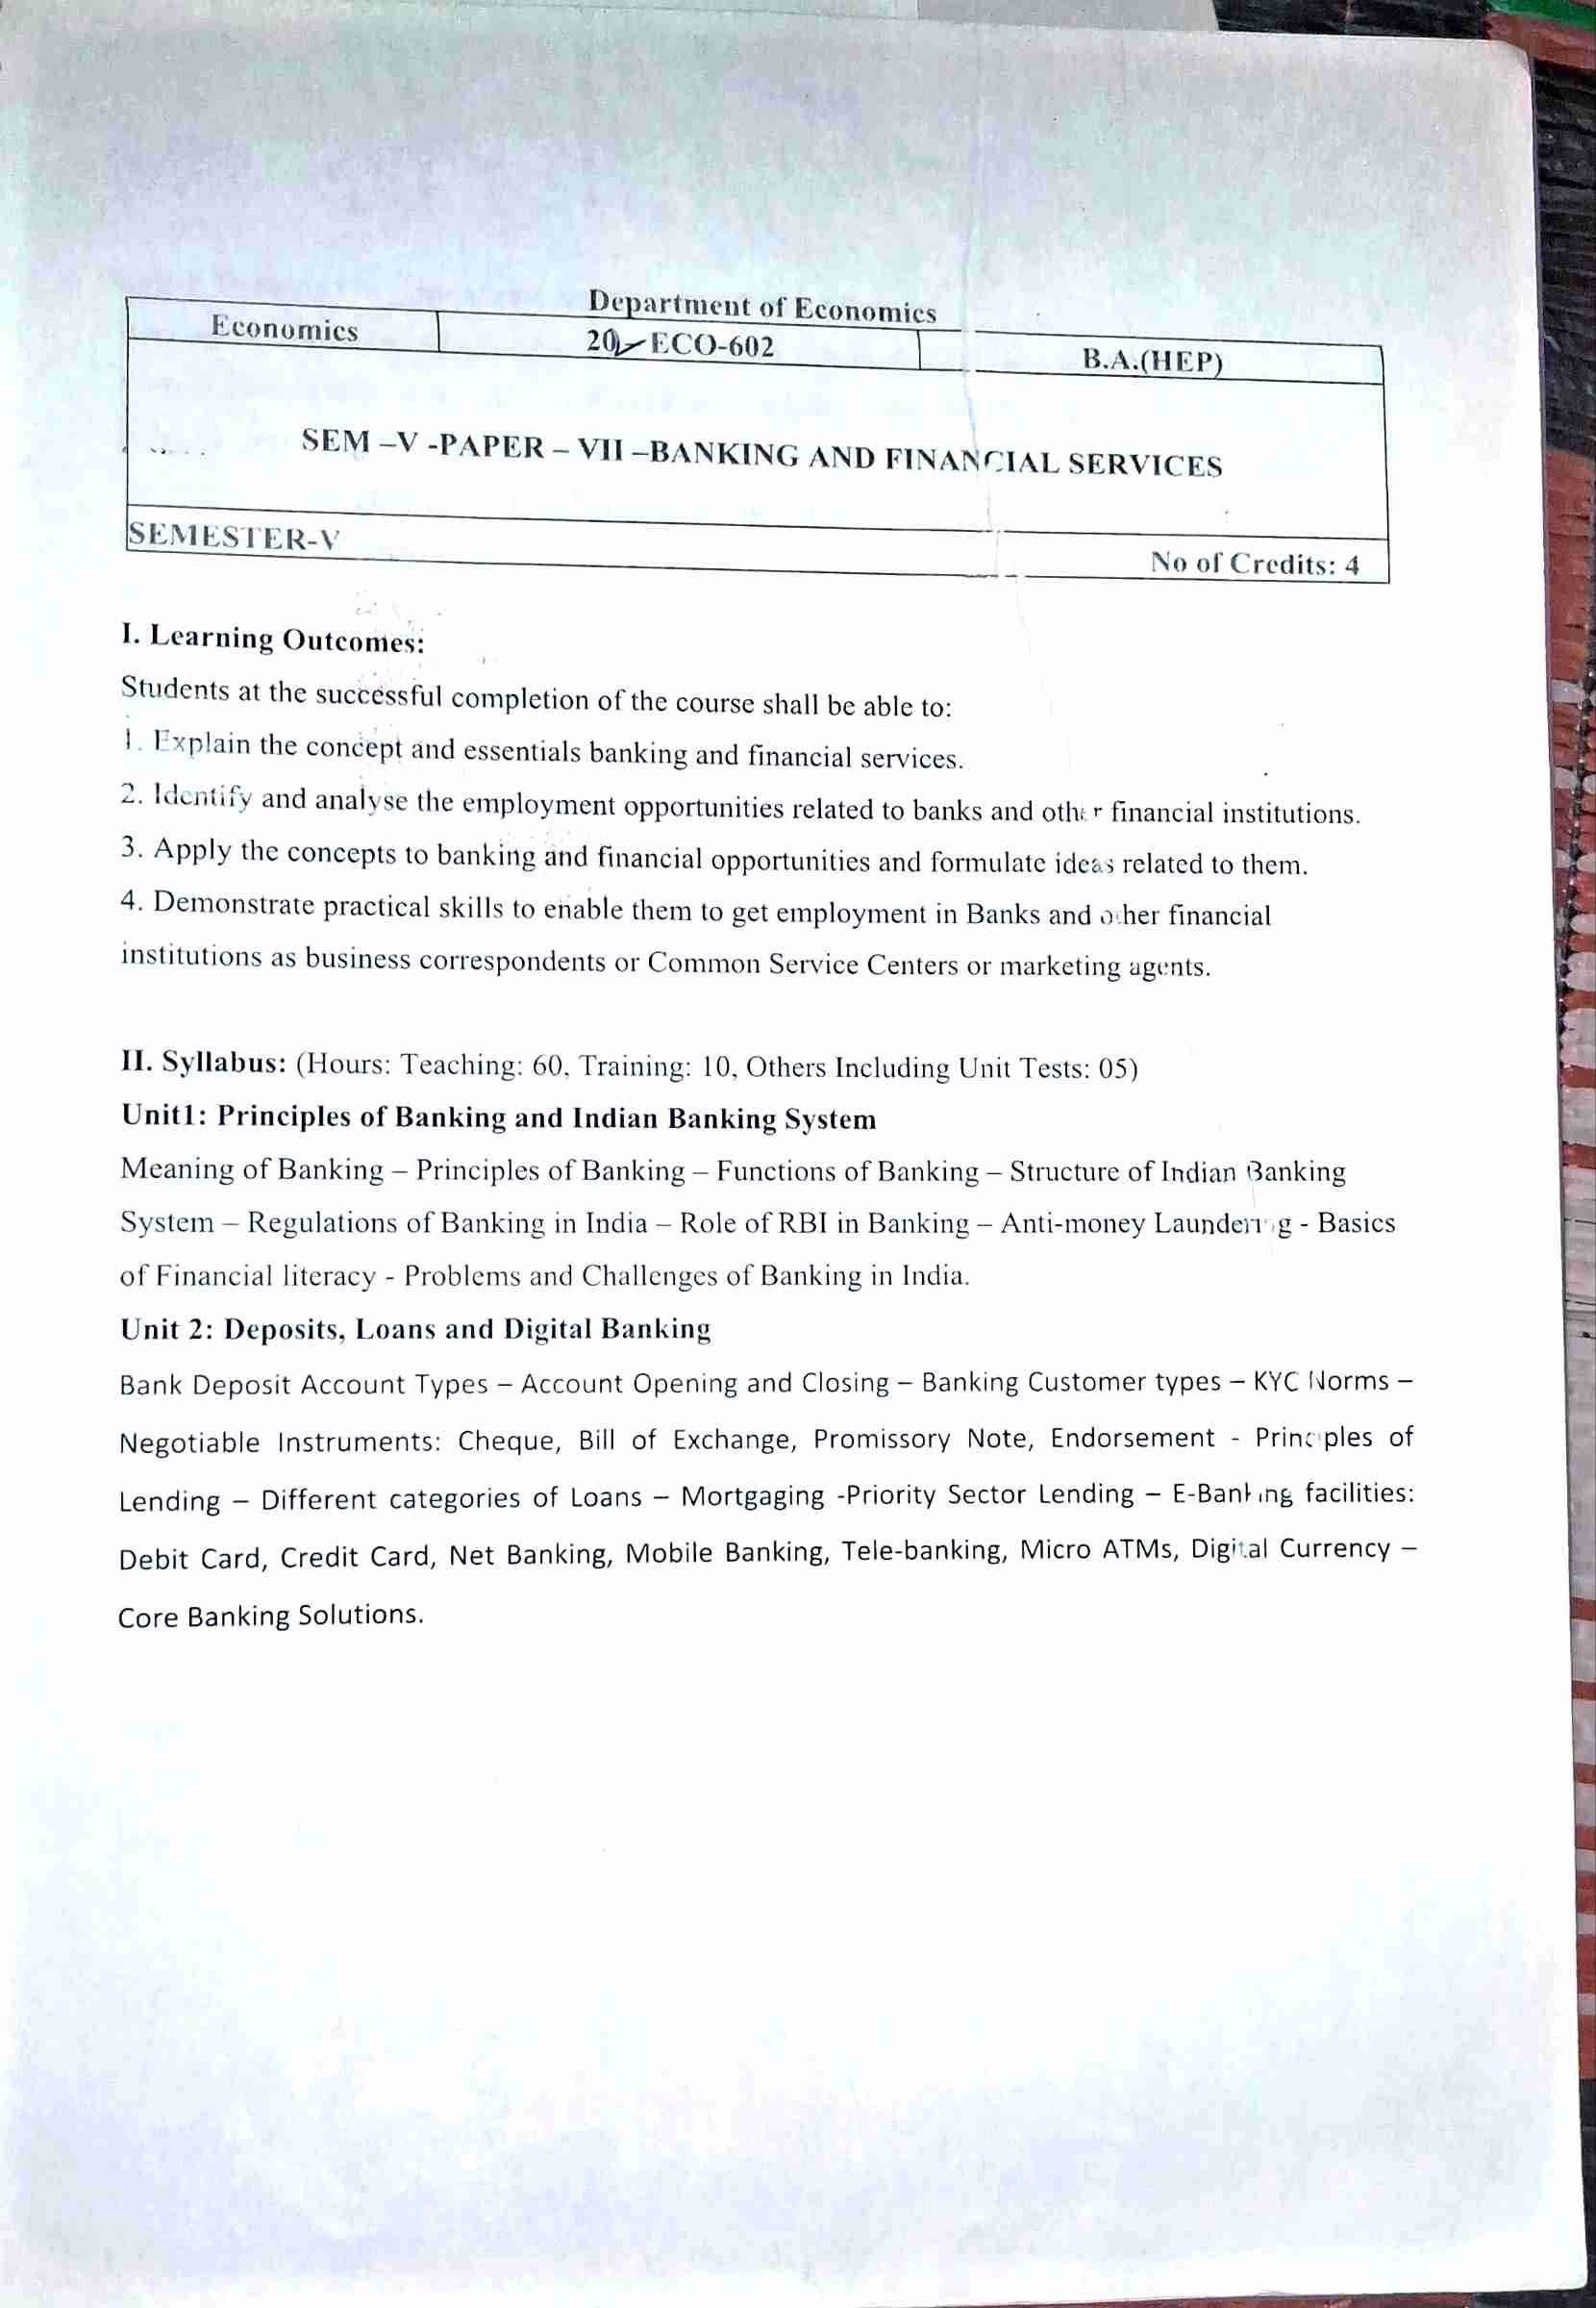 Department of Economics
Economics
ECO-602
B.A.(HEP)
SEM –V -PAPER – VII –BANKING AND FINANCIAL SERVICES
SEMESTER-V
No of Credits: 4
I. Learning Outcomes:
Students at the successful completion of the course shall be able to:
1. Explain the concept and essentials banking and financial services.
2. Identify and analyse the employment opportunities related to banks and other financial institutions.
3. Apply the concepts to banking and financial opportunities and formulate ideas related to them.
4. Demonstrate practical skills to enable them to get employment in Banks and other financial
institutions as business correspondents or Common Service Centers or marketing agents.
II. Syllabus: (Hours: Teaching: 60, Training: 10, Others Including Unit Tests: 05)
Unit1: Principles of Banking and Indian Banking System
Meaning of Banking – Principles of Banking – Functions of Banking – Structure of Indian Banking
System – Regulations of Banking in India – Role of RBI in Banking – Anti-money Laundering - Basics
of Financial literacy - Problems and Challenges of Banking in India.
Unit 2: Deposits, Loans and Digital Banking
Bank Deposit Account Types – Account Opening and Closing – Banking Customer types – KYC Norms –
Negotiable Instruments: Cheque, Bill of Exchange, Promissory Note, Endorsement - Principles of
Lending – Different categories of Loans – Mortgaging -Priority Sector Lending – E-Banking facilities:
Debit Card, Credit Card, Net Banking, Mobile Banking, Tele-banking, Micro ATMs, Digital Currency –
Core Banking Solutions.